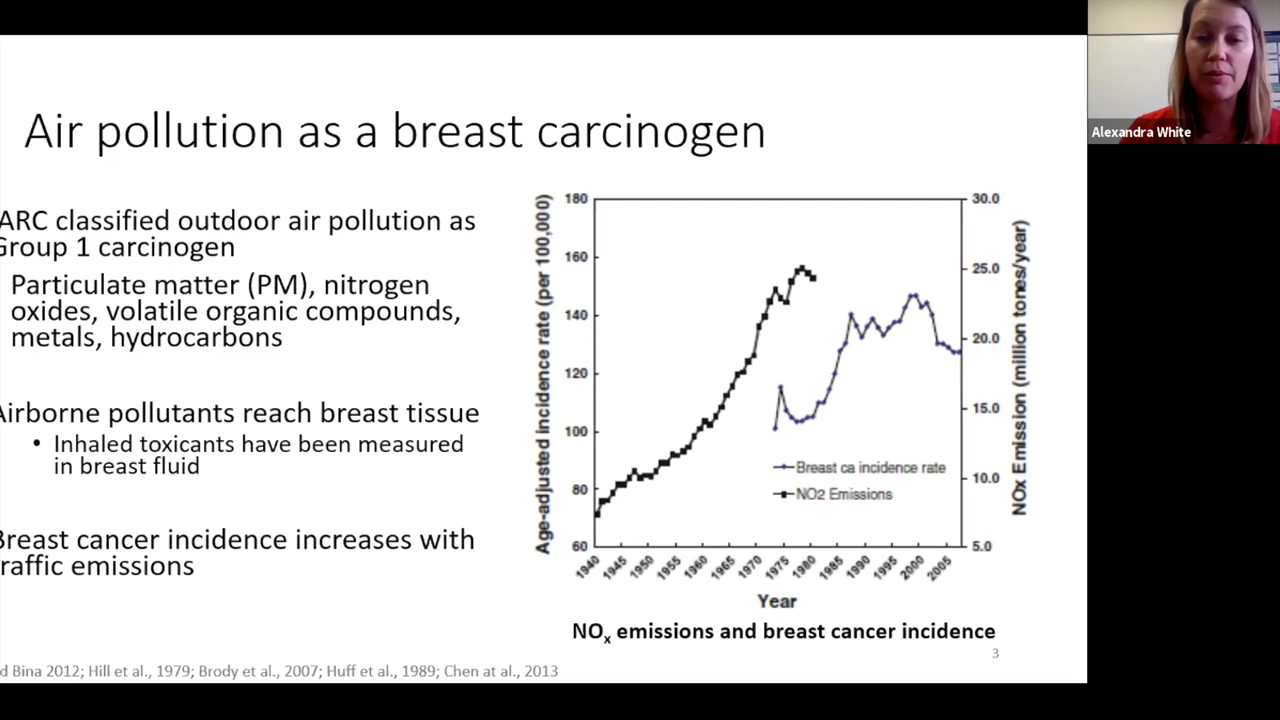 Alexandra White
Air pollution as a breast carcinogen
ARC classified outdoor air pollution as
Group 1 carcinogen
Particulate matter (PM), nitrogen
oxides, volatile organic compounds,
metals, hydrocarbons
Airborne pollutants reach breast tissue
• Inhaled toxicants have been measured
in breast fluid
Breast cancer incidence increases with
raffic emissions
Age-adjusted incidence rate (per 100,000)
180
160
140
120
100
80
60
30.0
25.0
20.0
15.0
10.0
5.0
NOx Emission (million tones/year)
Breast ca incidence rate
NO2 Emissions
1940 1945 1950 1955 1960 1965 1970 1975 1980 1985 1990 1995 2000 2005
Year
NOx emissions and breast cancer incidence
3
d Bina 2012; Hill et al., 1979; Brody et al., 2007; Huff et al., 1989; Chen at al., 2013